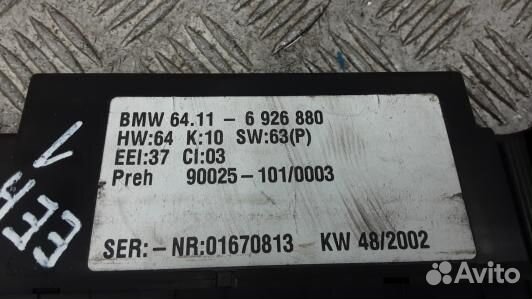 BMW 64.11 - 6 926 880
HW:64 K:10 SW:63(P)
EEI:37 CI:03
Preh 90025-101/0003
SER:-NR:01670813 KW 48/2002
Avito